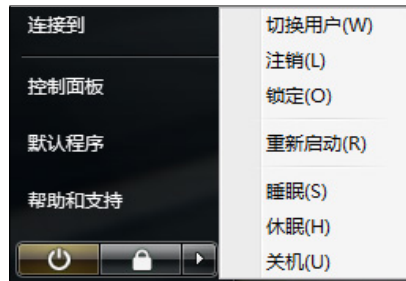 连接到
控制面板
默认程序
帮助和支持
切换用户(W)
注销(L)
锁定(O)
重新启动(R)
睡眠(S)
休眠(H)
关机(U)